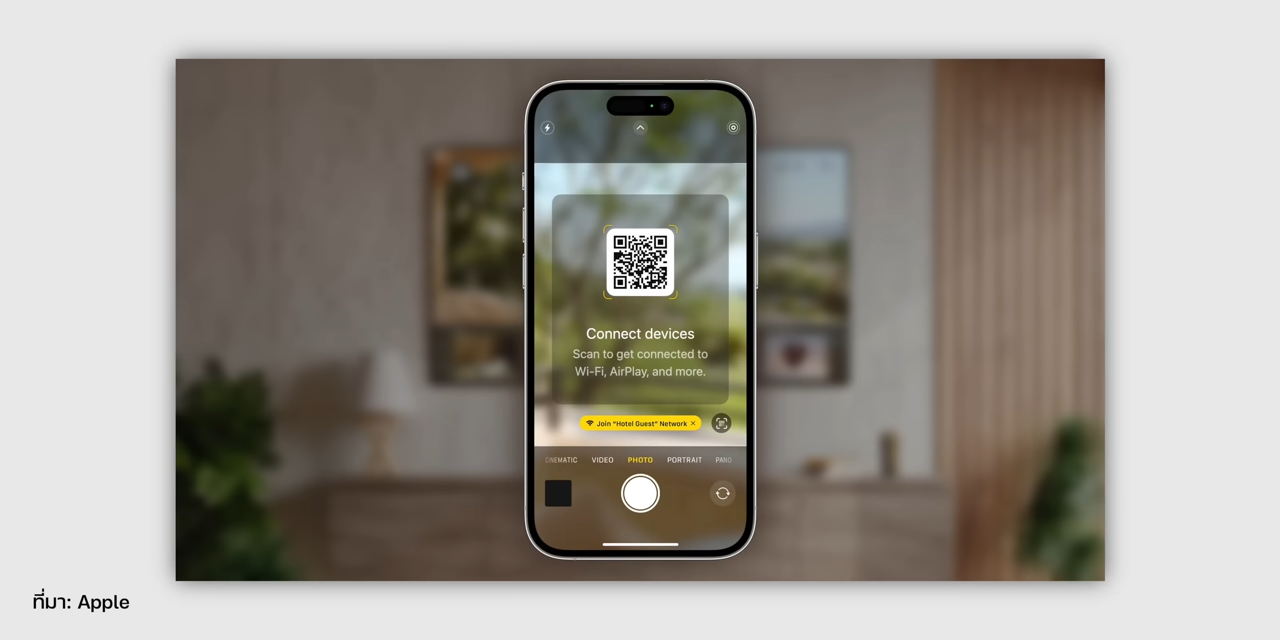 Connect devices
Scan to get connected to
Wi-Fi, AirPlay, and more.
Join "Hotel Guest" Network ×
CINEMATIC VIDEO PHOTO PORTRAIT PANO
ที่มา: Apple